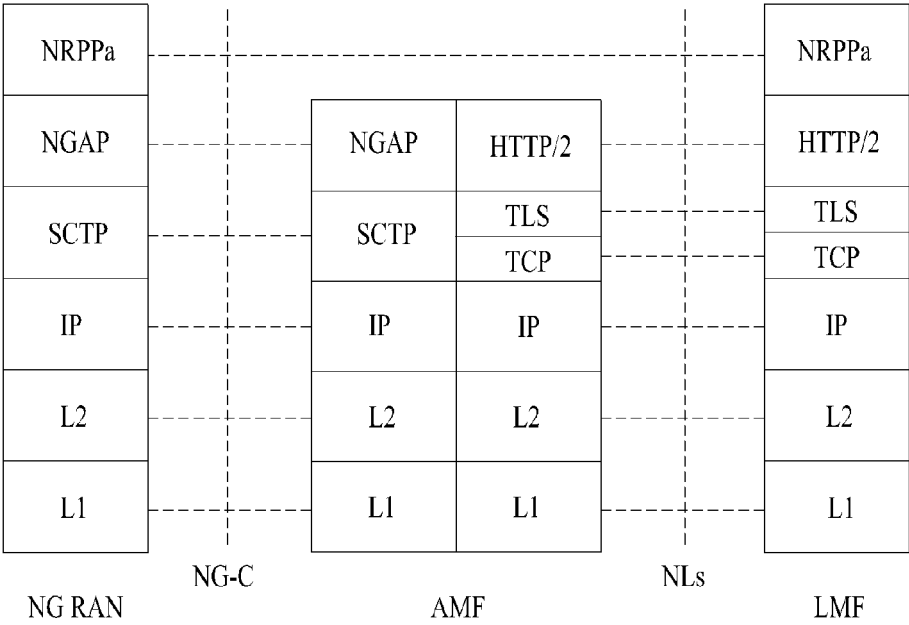 NRPPa NRPPa
NGAP NGAP HTTP/2 HTTP/2
SCTP SCTP TLS TLS
TCP TCP
IP IP IP IP
L2 L2 L2 L2
L1 L1 L1 L1
NG-C NLs
NG RAN AMF LMF